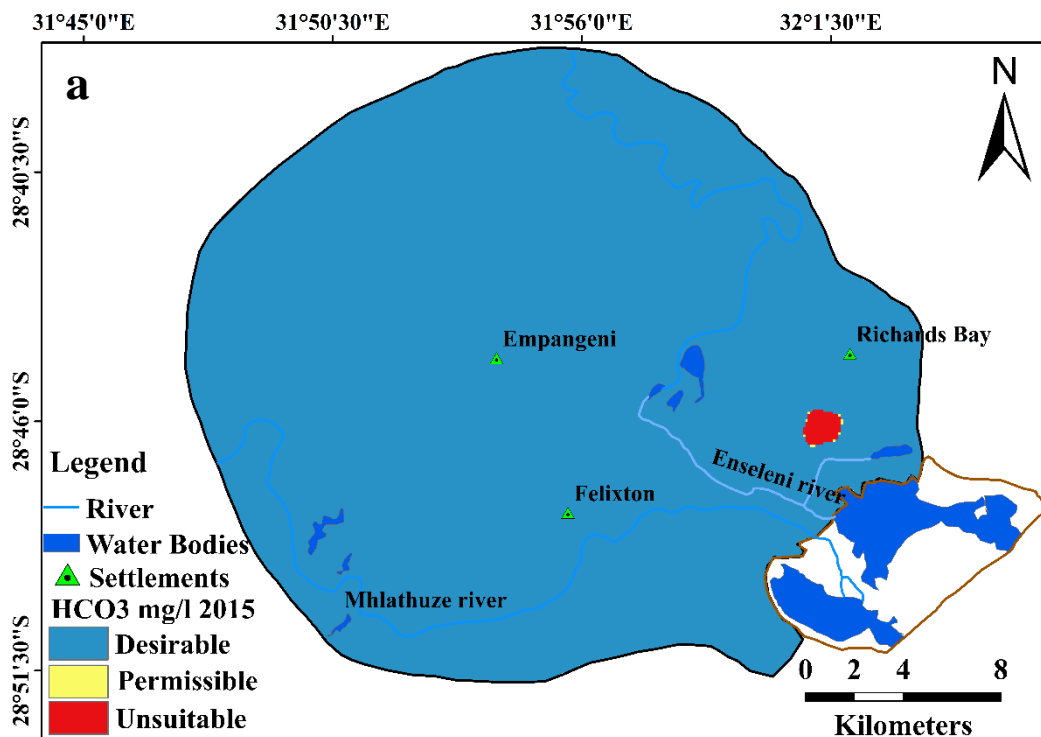 31°45'0"E 31°50'30"E 31°56'0"E 32°1'30"E
a
N
28°40'30"S
Empangeni
Richards Bay
28°46'0"S
Enseleni river
Felixton
Mhlathuze river
28°51'30"S
Legend
River
Water Bodies
Settlements
HCO3 mg/l 2015
Desirable
Permissible
Unsuitable
0 2 4 8
Kilometers